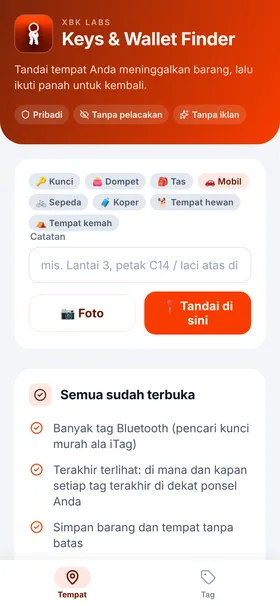 XBK LABS
Keys & Wallet Finder
Tandai tempat Anda meninggalkan barang, lalu
ikuti panah untuk kembali.
Pribadi
Tanpa pelacakan
Tanpa iklan
Kunci
Dompet
Tas
Mobil
Sepeda
Koper
Tempat hewan
Tempat kemah
Catatan
mis. Lantai 3, petak C14 / laci atas di
Foto
Tandai di
sini
Semua sudah terbuka
Banyak tag Bluetooth (pencari kunci
murah ala iTag)
Terakhir terlihat: di mana dan kapan
setiap tag terakhir di dekat ponsel
Anda
Simpan barang dan tempat tanpa
batas
Tempat
Tag